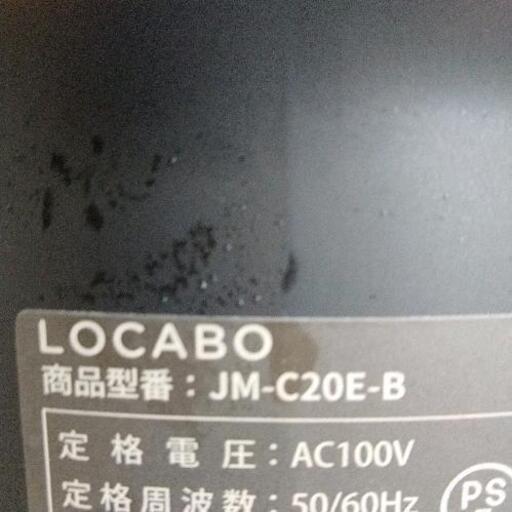 LOCABO
商品型番：JM-C20E-B
定格電圧：AC100V
定格周波数：50/60Hz
PS